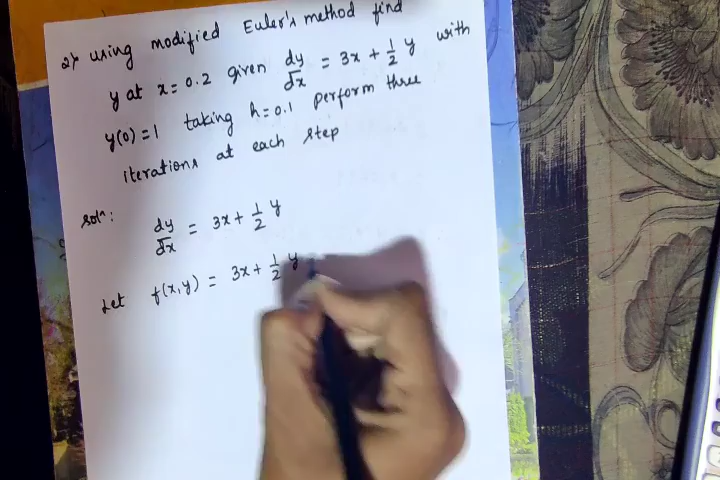 2) using modified Euler's method find
y at x = 0.2 given dy/dx = 3x + 1/2 y with
y(0) = 1 taking h = 0.1 perform three
iterations at each step
Solⁿ: dy/dx = 3x + 1/2 y
Let f(x,y) = 3x + 1/2 y